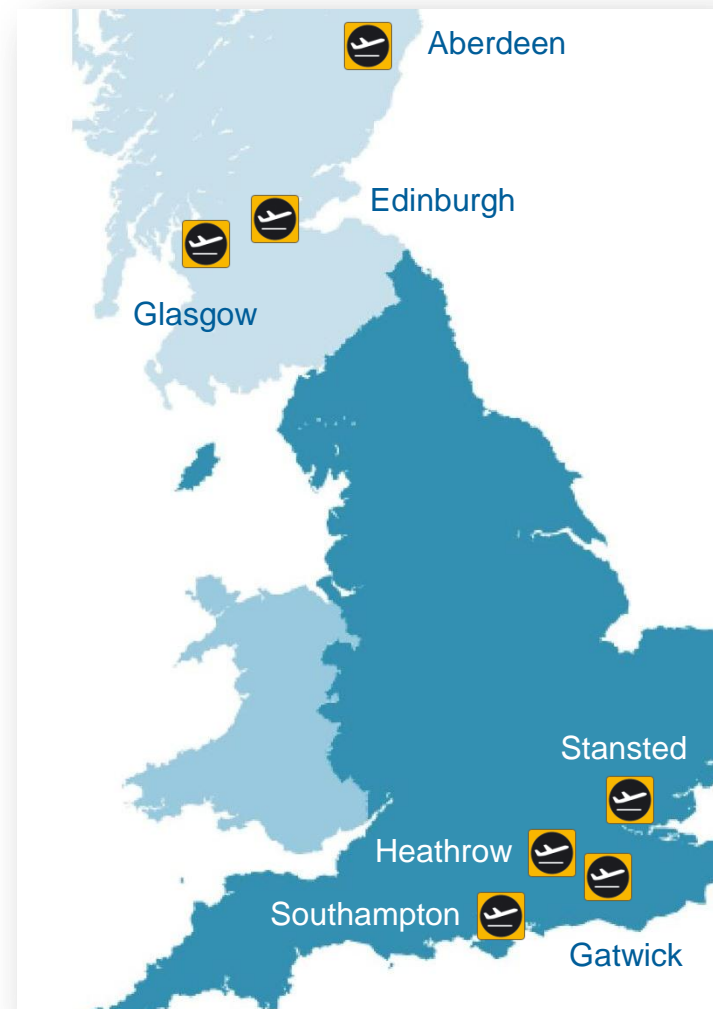 Aberdeen
Edinburgh
Glasgow
Stansted
Heathrow
Southampton
Gatwick